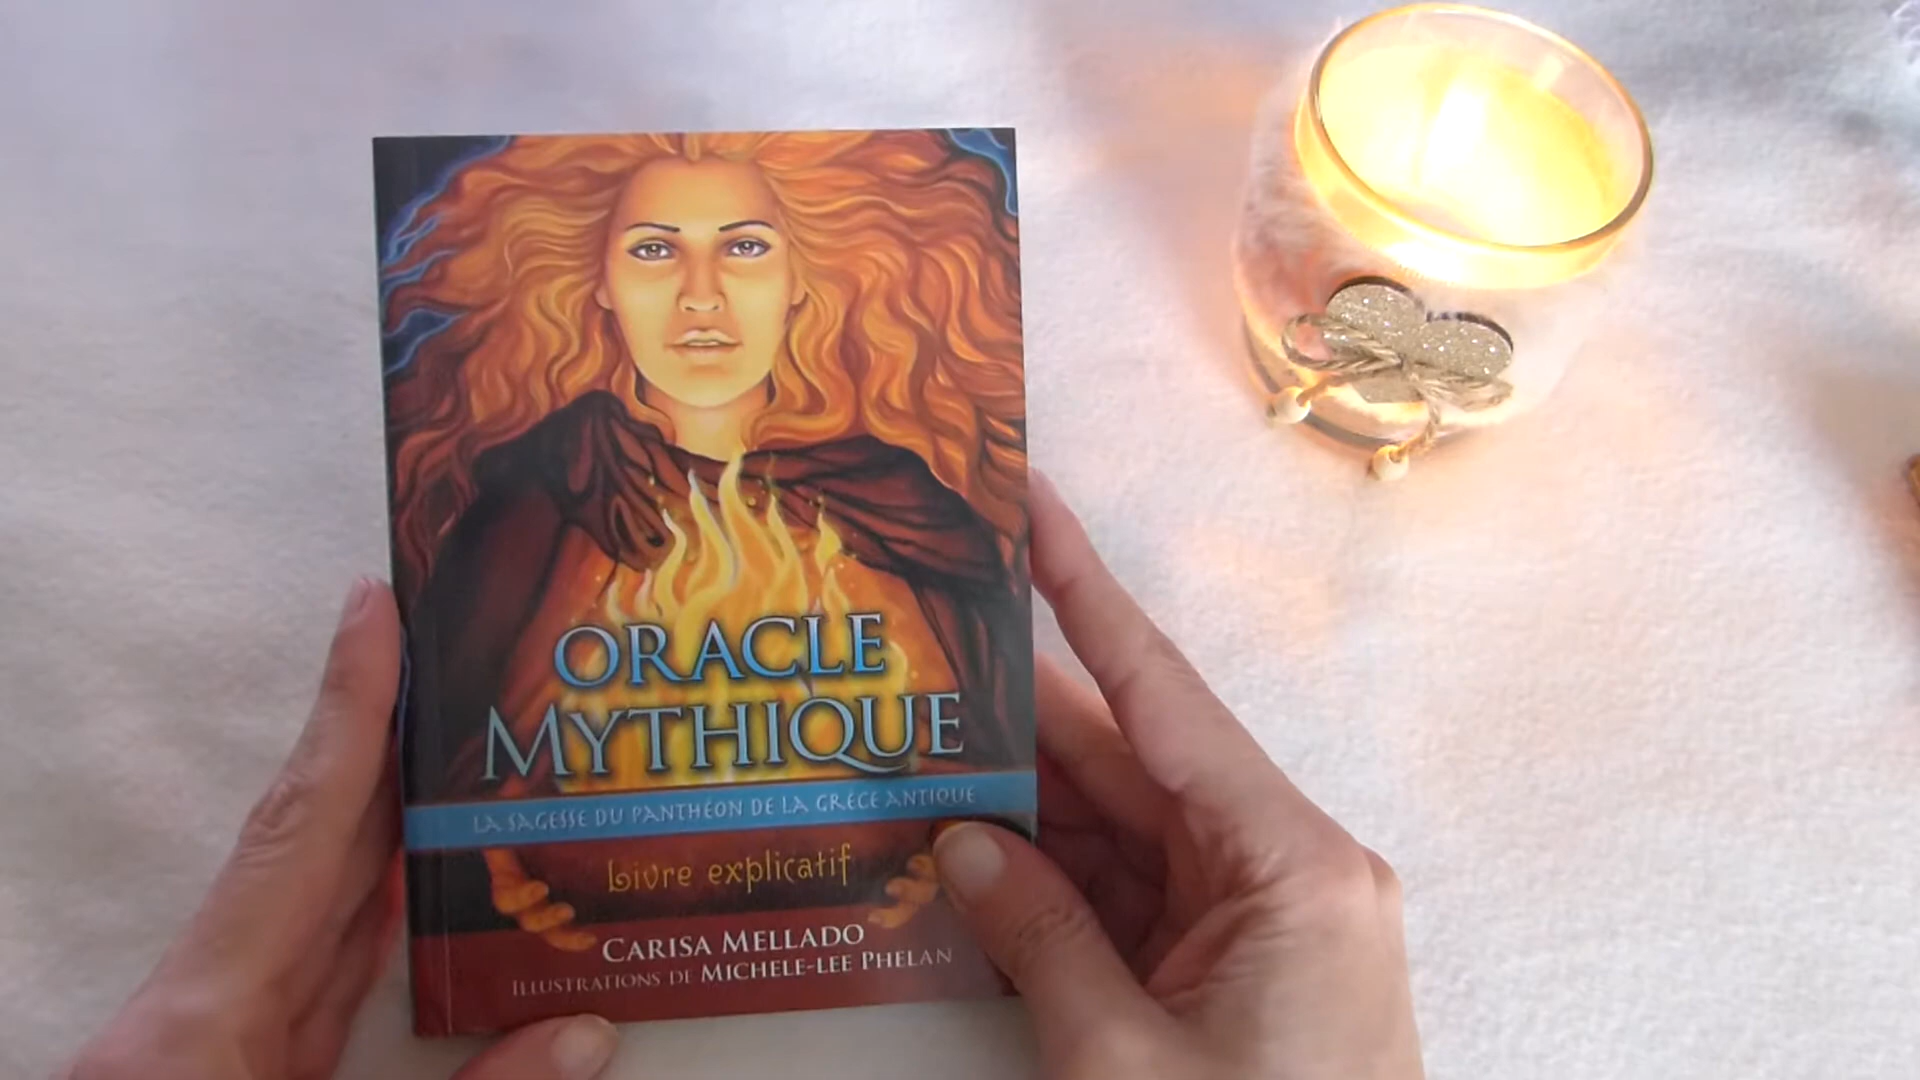 ORACLE
MYTHIQUE
LA SAGESSE DU PANTHÉON DE LA GRÈCE ANTIQUE
Livre explicatif
CARISA MELLADO
ILLUSTRATIONS DE MICHELE-LEE PHELAN